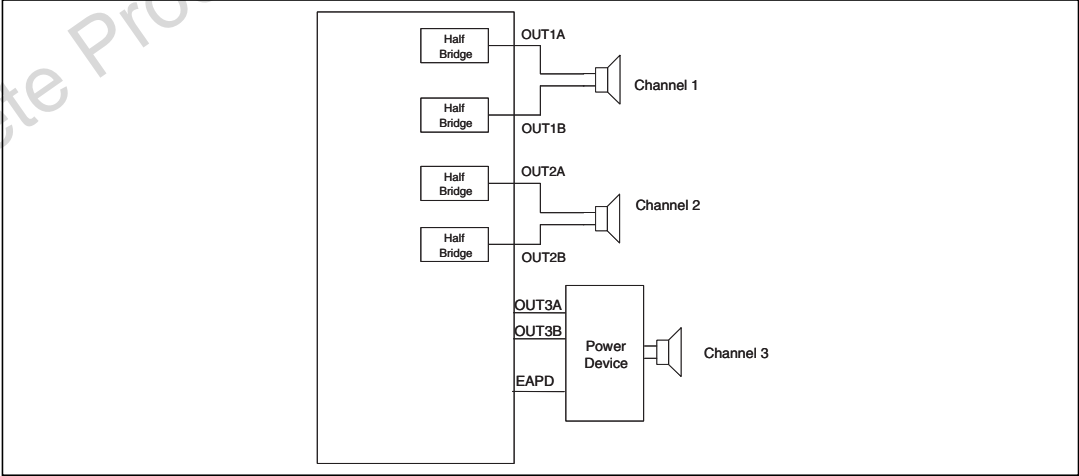 Half
Bridge
OUT1A
Channel 1
Half
Bridge
OUT1B
Half
Bridge
OUT2A
Channel 2
Half
Bridge
OUT2B
OUT3A
OUT3B
Power
Device
Channel 3
EAPD